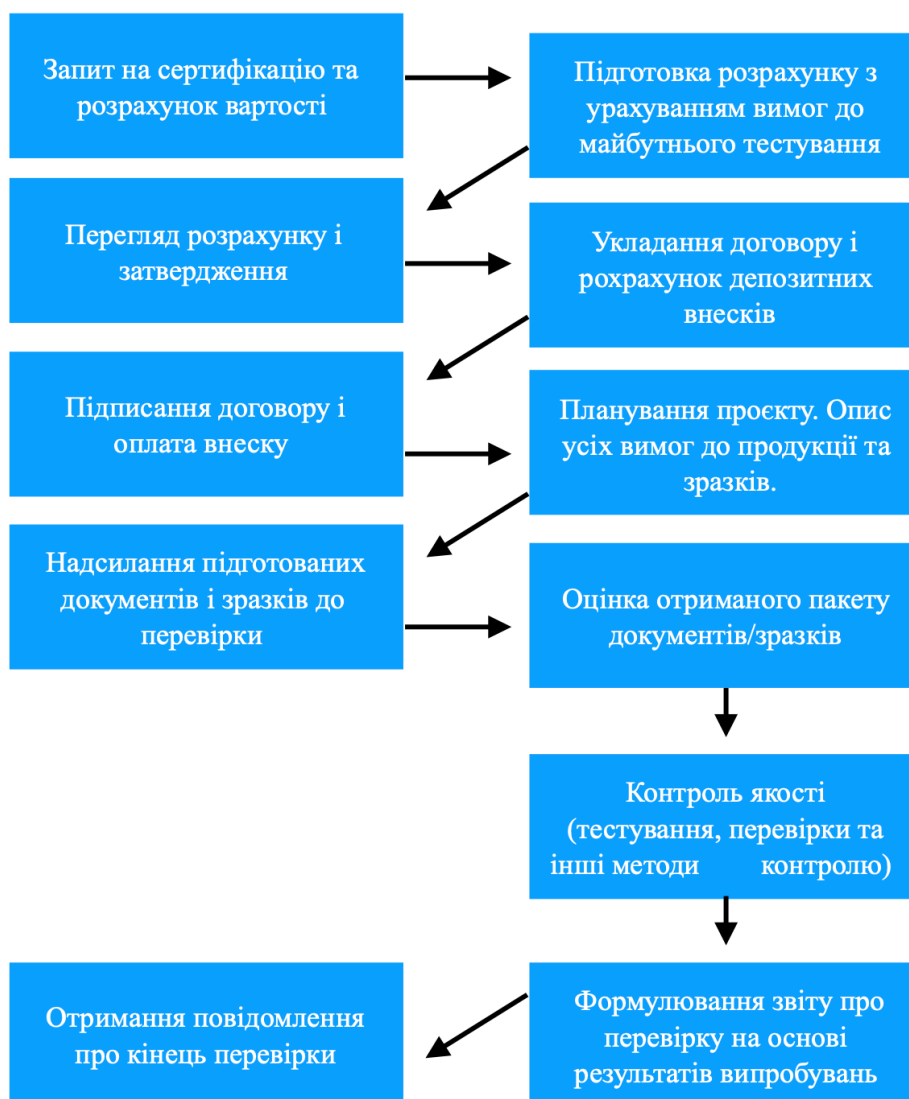 Запит на сертифікацію та
розрахунок вартості
Підготовка розрахунку з
урахуванням вимог до
майбутнього тестування
Перегляд розрахунку і
затвердження
Укладання договору і
рохрахунок депозитних
внесків
Підписання договору і
оплата внеску
Планування проєкту. Опис
усіх вимог до продукції та
зразків.
Надсилання підготованих
документів і зразків до
перевірки
Оцінка отриманого пакету
документів/зразків
Контроль якості
(тестування, перевірки та
інші методи контролю)
Формулювання звіту про
перевірку на основі
результатів випробувань
Отримання повідомлення
про кінець перевірки